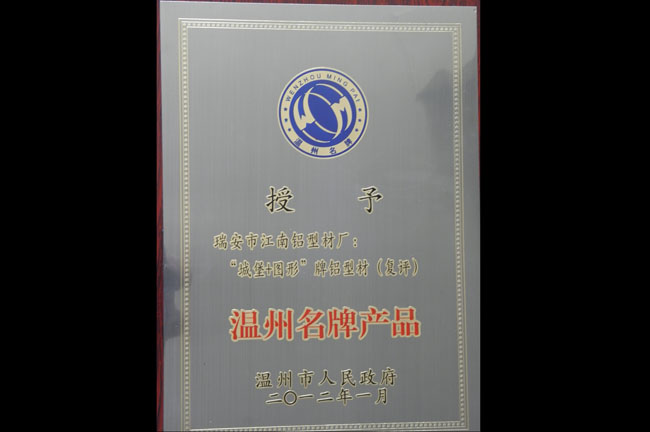 WENZHOU MING PAI
温州名牌
授 予
瑞安市江南铝型材厂：
“城堡+图形”牌铝型材（复评）
温州名牌产品
温州市人民政府
二〇一二年一月